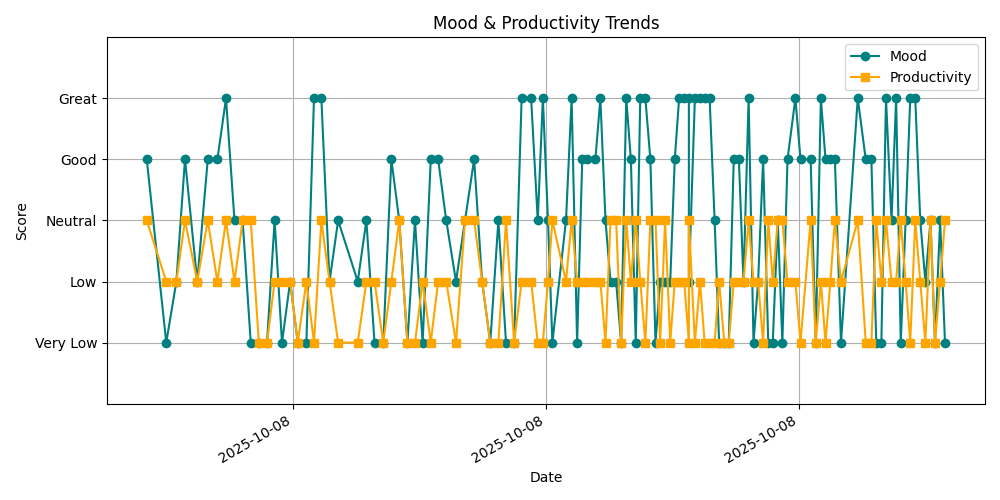 Mood & Productivity Trends
Mood
Productivity
Great
Good
Neutral
Low
Very Low
Score
2025-10-08
2025-10-08
2025-10-08
Date